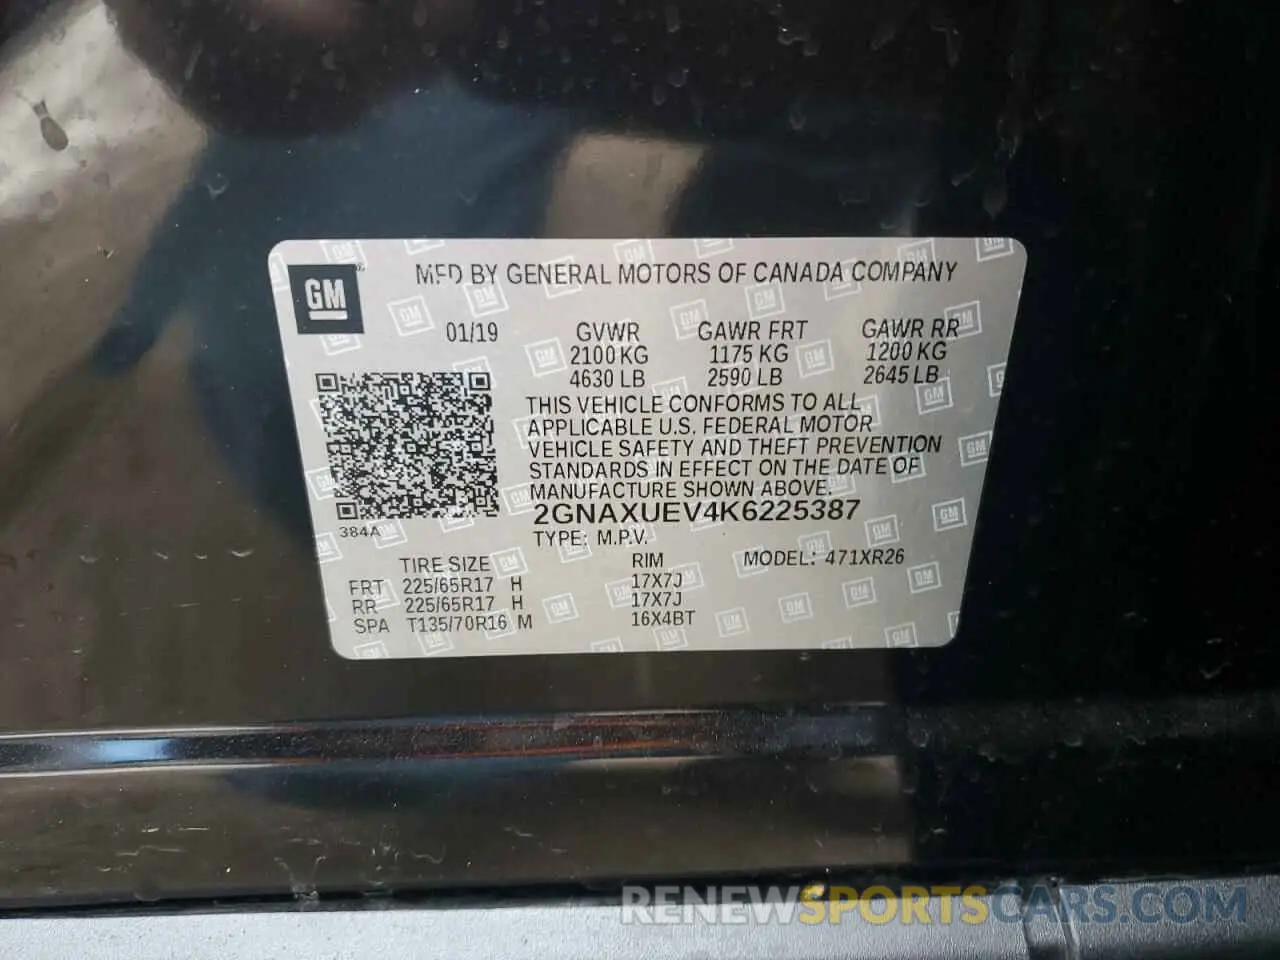 GM
MFD BY GENERAL MOTORS OF CANADA COMPANY
01/19 GVWR GAWR FRT GAWR RR
2100 KG 1175 KG 1200 KG
4630 LB 2590 LB 2645 LB
THIS VEHICLE CONFORMS TO ALL
APPLICABLE U.S. FEDERAL MOTOR
VEHICLE SAFETY AND THEFT PREVENTION
STANDARDS IN EFFECT ON THE DATE OF
MANUFACTURE SHOWN ABOVE.
2GNAXUEV4K6225387
384A TYPE: M.P.V.
TIRE SIZE RIM MODEL: 471XR26
FRT 225/65R17 H 17X7J
RR 225/65R17 H 17X7J
SPA T135/70R16 M 16X4BT
RENEWSPORTSCARS.COM